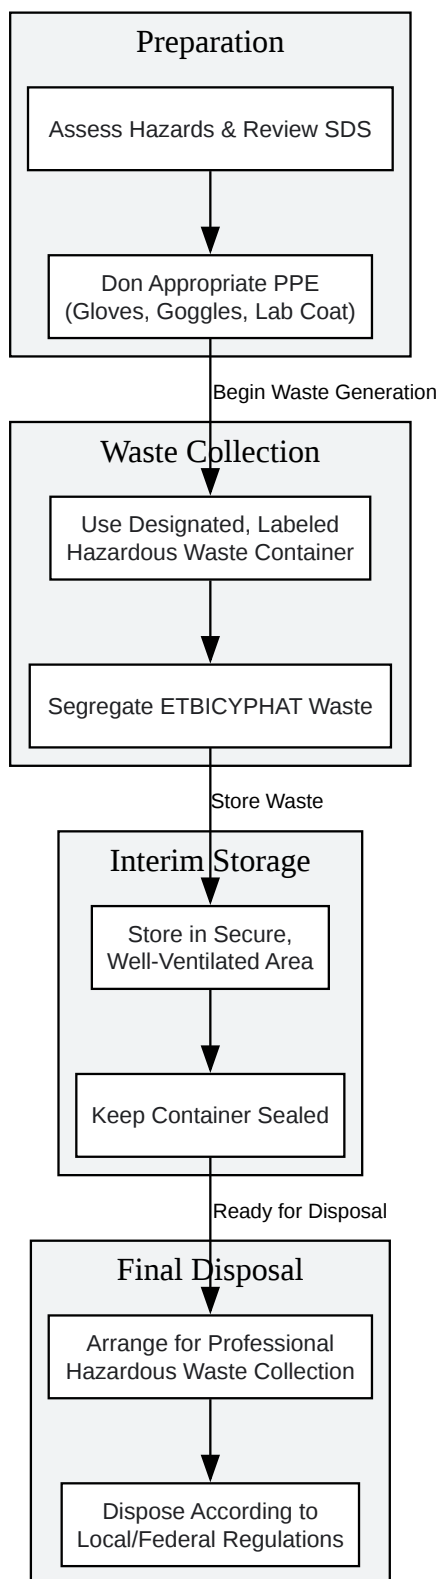 Preparation
Assess Hazards & Review SDS
Don Appropriate PPE
(Gloves, Goggles, Lab Coat)
Begin Waste Generation
Waste Collection
Use Designated, Labeled
Hazardous Waste Container
Segregate ETBICYPHAT Waste
Store Waste
Interim Storage
Store in Secure,
Well-Ventilated Area
Keep Container Sealed
Ready for Disposal
Final Disposal
Arrange for Professional
Hazardous Waste Collection
Dispose According to
Local/Federal Regulations